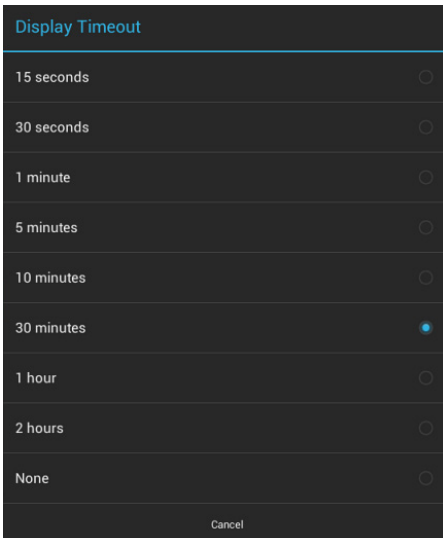 Display Timeout
15 seconds
30 seconds
1 minute
5 minutes
10 minutes
30 minutes
1 hour
2 hours
None
Cancel